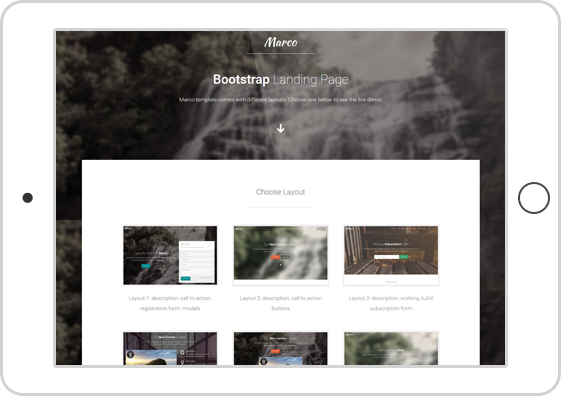 Marco
Bootstrap Landing Page
Marco template comes with different layouts. Choose one below to see the live demo.
Choose Layout
Layout 1: description, call to action,
registration form, modals
Layout 2: description, call to action
buttons
Layout 3: description, working AJAX
subscription form